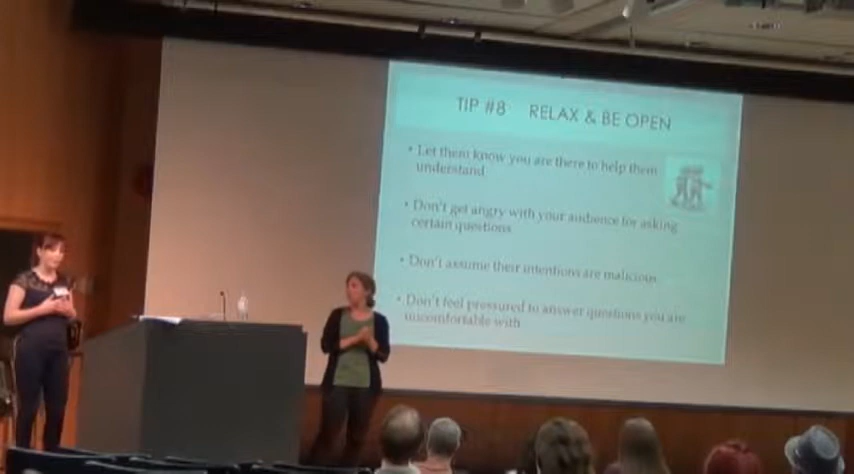 TIP #8 RELAX & BE OPEN
• Let them know you are there to help them
understand
• Don't get angry with your audience for asking
certain questions
• Don't assume their intentions are malicious
• Don't feel pressured to answer questions you are
uncomfortable with